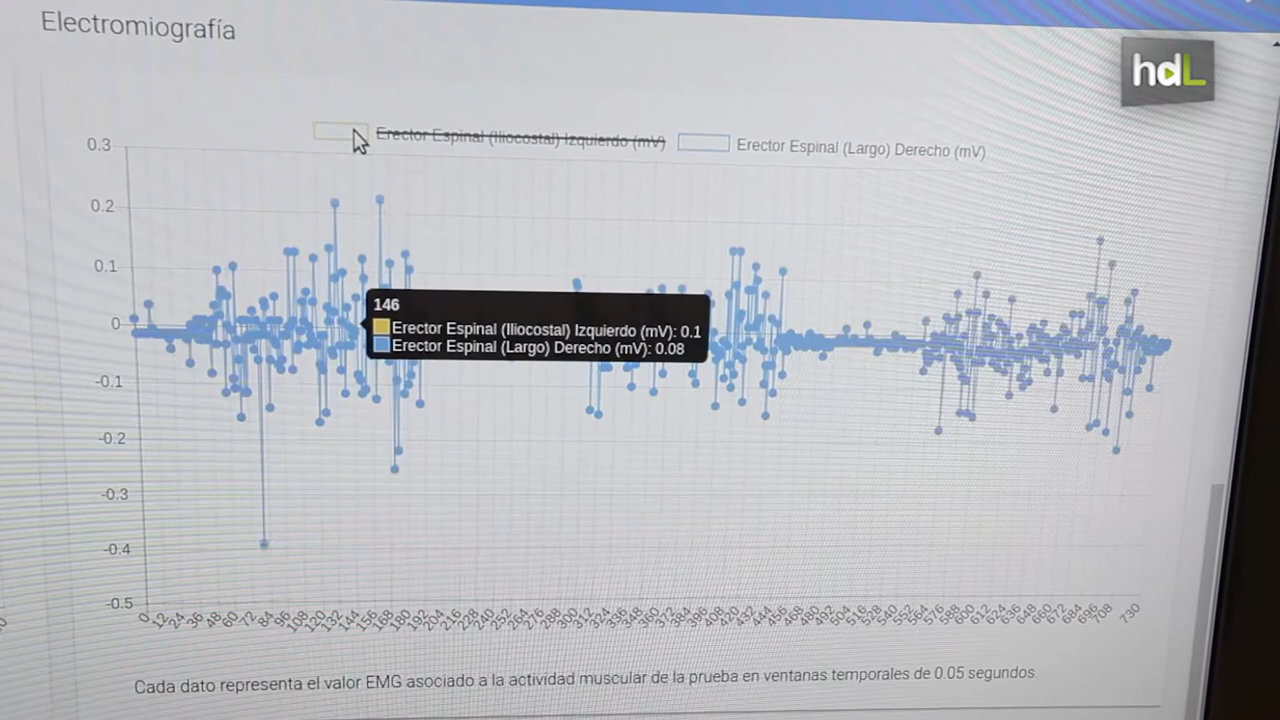 Electromiografía
hdL
Erector Espinal (Iliocostal) Izquierdo (mV)
Erector Espinal (Largo) Derecho (mV)
0.3
0.2
0.1
0
-0.1
-0.2
-0.3
-0.4
-0.5
146
Erector Espinal (Iliocostal) Izquierdo (mV): 0.1
Erector Espinal (Largo) Derecho (mV): 0.08
0 12 24 36 48 60 72 84 96 108 120 132 144 156 168 180 192 204 216 228 240 252 264 276 288 300 312 324 336 348 360 372 384 396 408 420 432 444 456 468 480 492 504 516 528 540 552 564 576 588 600 612 624 636 648 660 672 684 696 708 730
Cada dato representa el valor EMG asociado a la actividad muscular de la prueba en ventanas temporales de 0.05 segundos.